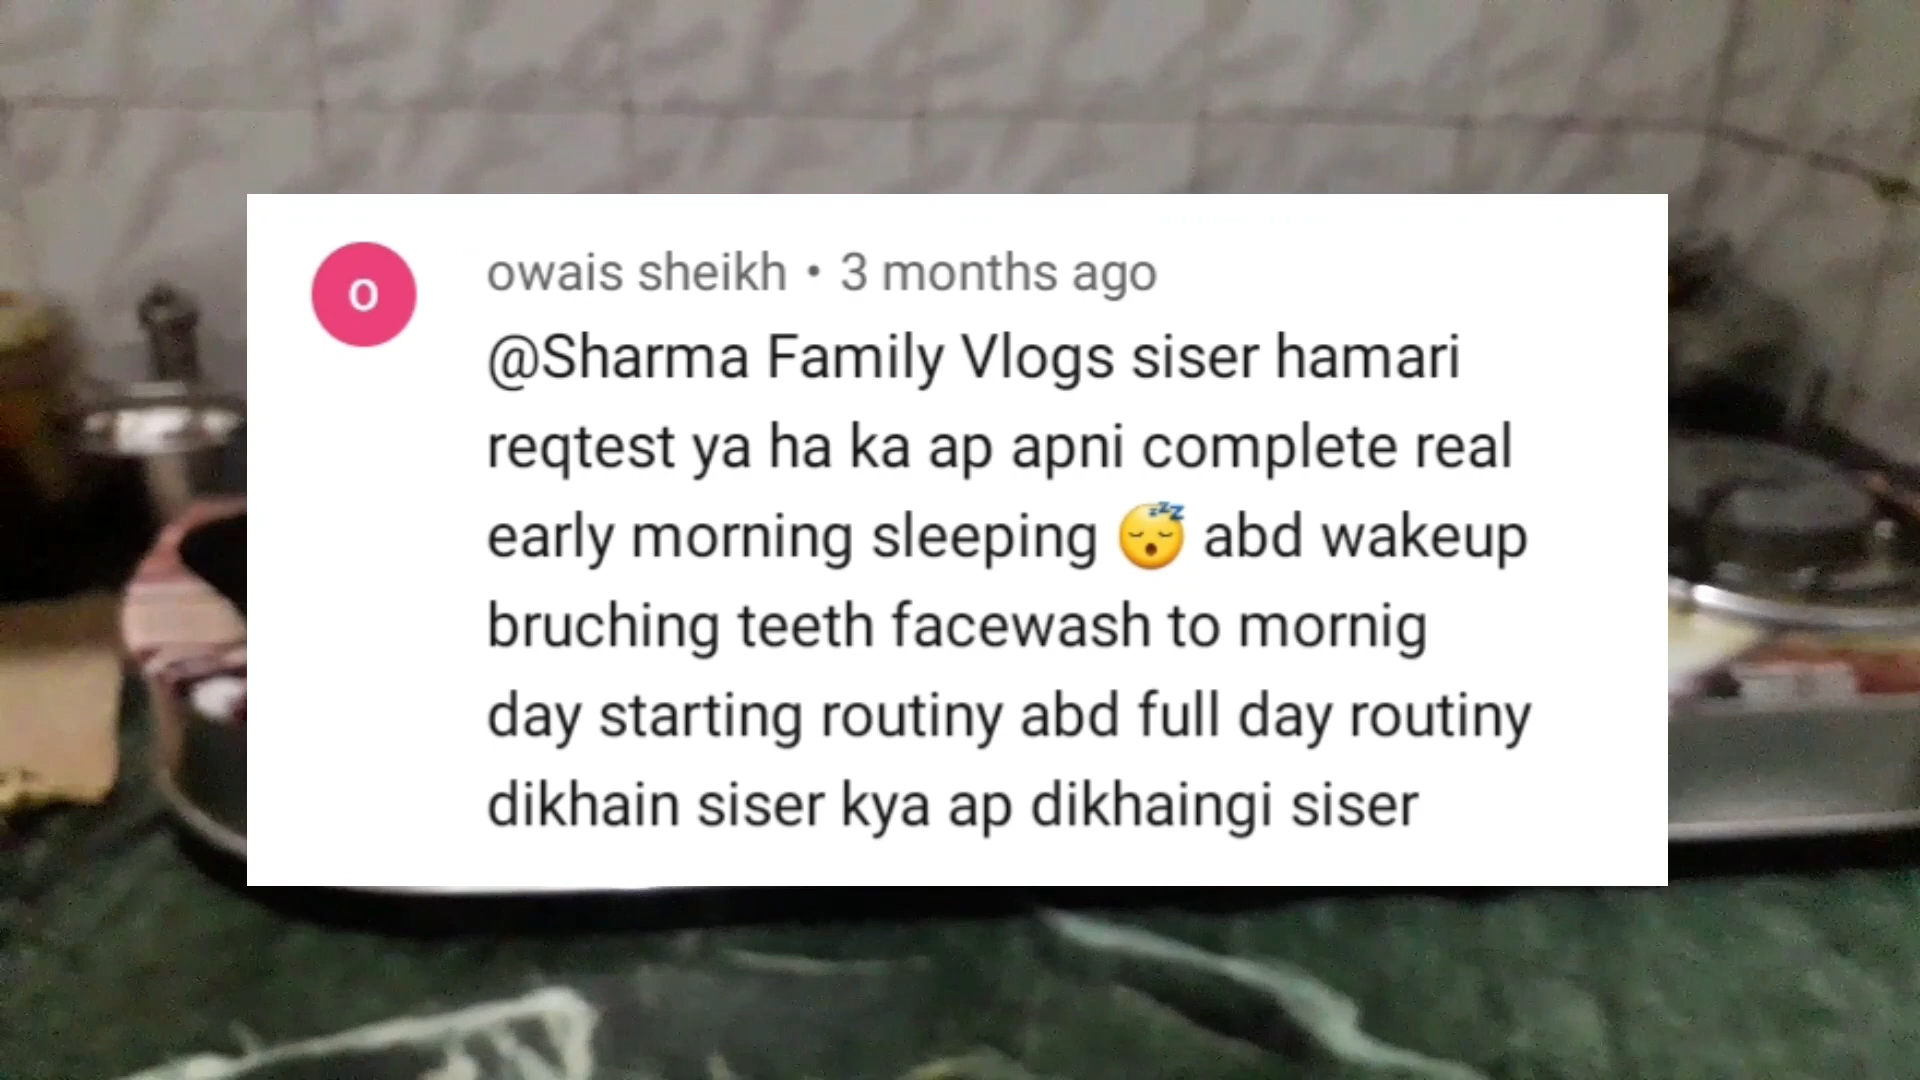 O
owais sheikh • 3 months ago
@Sharma Family Vlogs siser hamari
reqtest ya ha ka ap apni complete real
early morning sleeping 😴 abd wakeup
bruching teeth facewash to mornig
day starting routiny abd full day routiny
dikhain siser kya ap dikhaingi siser